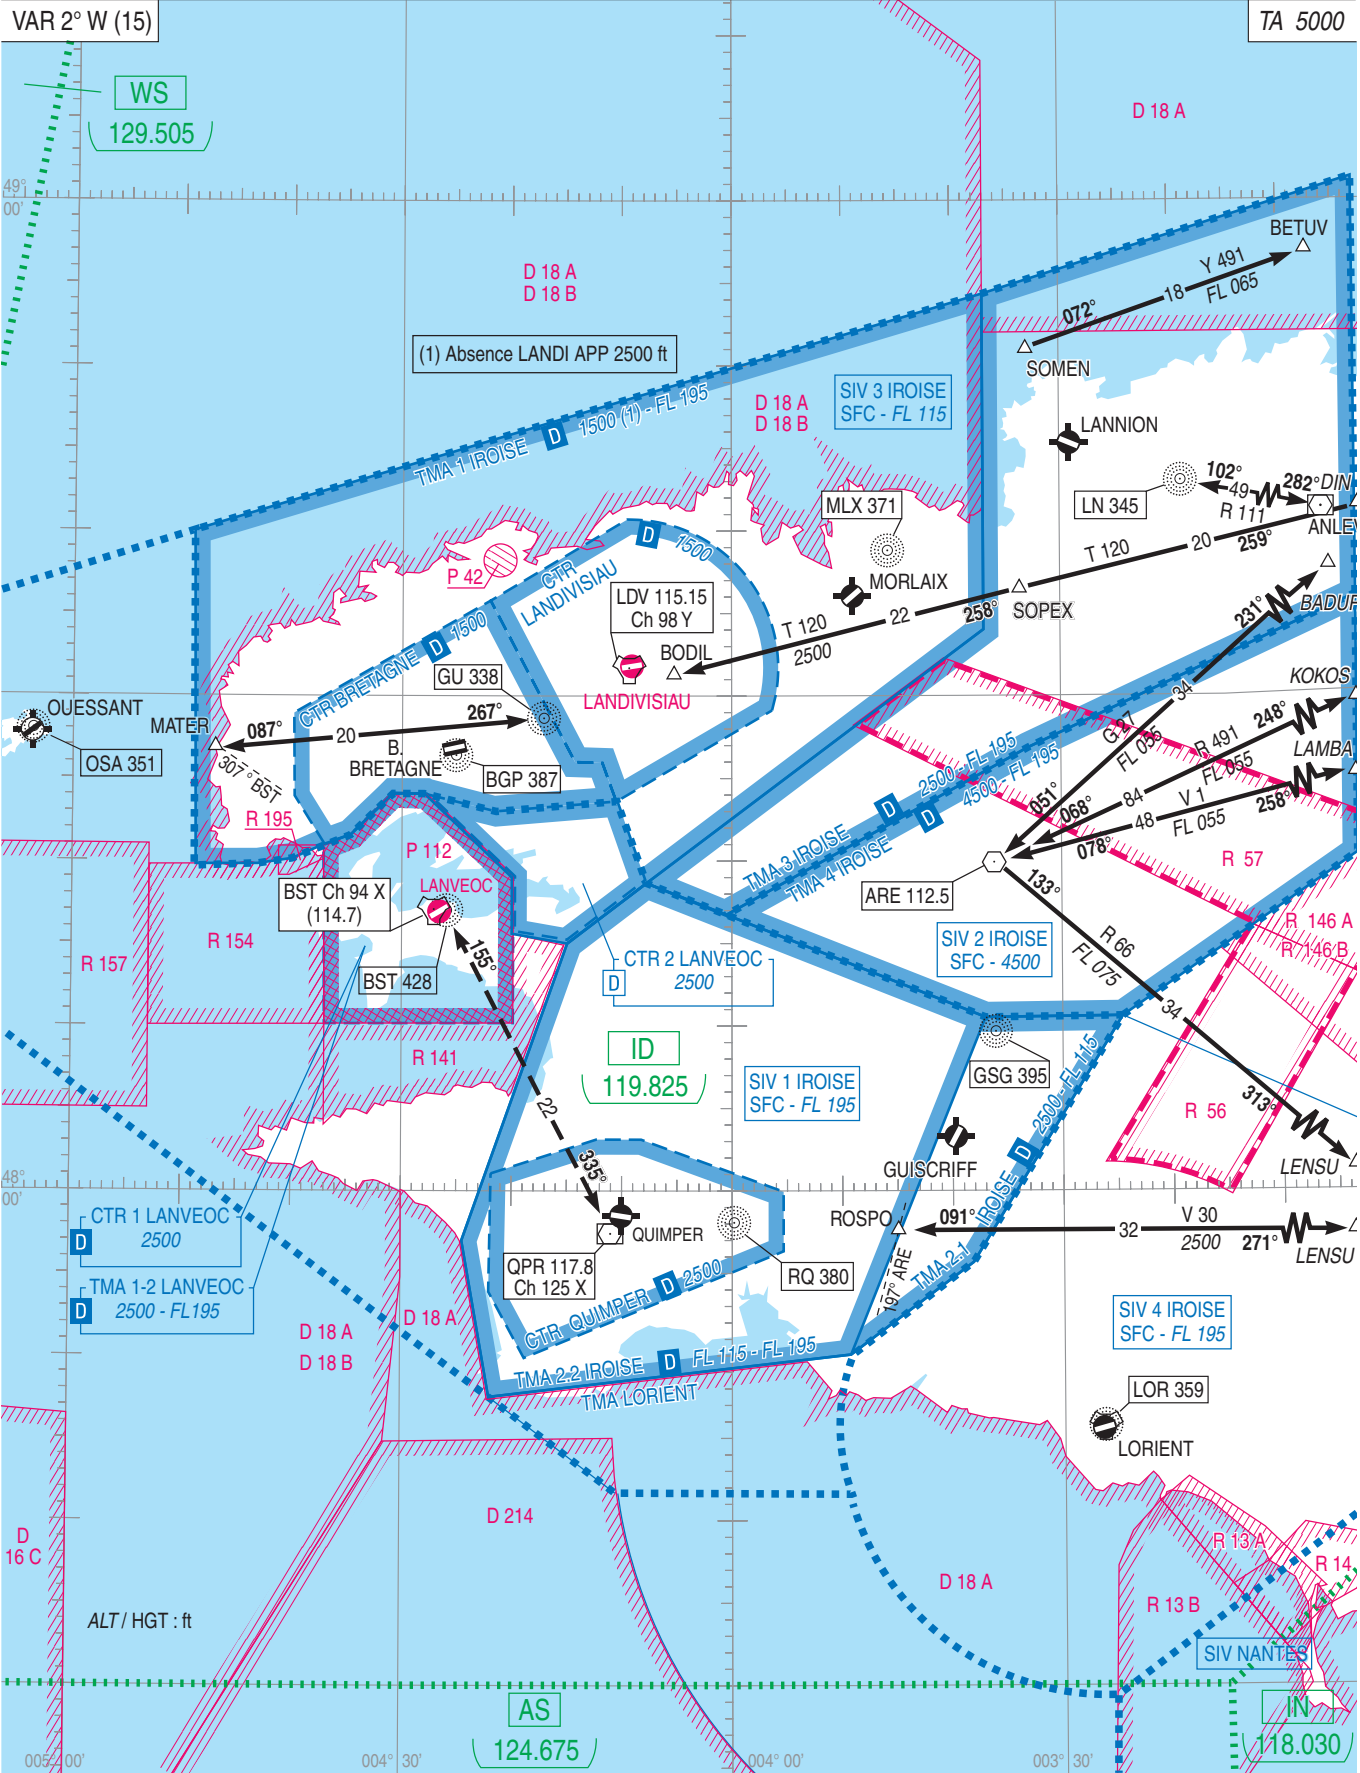 VAR 2° W (15)
TA 5000
WS
129.505
D 18 A
49°
00'
BETUV
Y 491
18
FL 065
072°
SOMEN
D 18 A
D 18 B
(1) Absence LANDI APP 2500 ft
SIV 3 IROISE
SFC - FL 115
D 18 A
D 18 B
TMA 1 IROISE D 1500 (1) - FL 195
LANNION
LN 345
102°
49
R 111
282°
DIN
ANLE
MLX 371
MORLAIX
T 120
20
259°
SOPEX
258°
T 120
22
2500
BODIL
P 42
CTR
LANDIVISIAU
D 1500
LDV 115.15
Ch 98 Y
LANDIVISIAU
CTR BRETAGNE D 1500
GU 338
BADUR
231°
34
G 27
FL 055
051°
KOKOS
248°
R 491
FL 055
84
068°
LAMBA
258°
V 1
FL 055
48
078°
OUESSANT
OSA 351
MATER
087°
20
267°
307 ° BST
B.
BRETAGNE
BGP 387
R 195
P 112
LANVEOC
BST Ch 94 X
(114.7)
BST 428
R 154
R 157
R 141
2500 - FL 195
4500 - FL 195
D
D
TMA 3 IROISE
TMA 4 IROISE
ARE 112.5
R 57
133°
R 66
FL 075
34
313°
LENSU
R 146 A
R 146 B
SIV 2 IROISE
SFC - 4500
CTR 2 LANVEOC
D 2500
155°
22
335°
ID
119.825
SIV 1 IROISE
SFC - FL 195
GSG 395
R 56
GUISCRIFF
TMA 2.1 IROISE D 2500 - FL 115
48°
00'
CTR 1 LANVEOC
D 2500
TMA 1-2 LANVEOC
D 2500 - FL195
QUIMPER
QPR 117.8
Ch 125 X
RQ 380
CTR QUIMPER D 2500
ROSPO
091°
32
V 30
2500
271°
LENSU
197° ARE
D 18 A
D 18 A
D 18 B
TMA 2.2 IROISE D FL 115 - FL 195
TMA LORIENT
SIV 4 IROISE
SFC - FL 195
LOR 359
LORIENT
D
16 C
D 214
D 18 A
R 13 A
R 14
R 13 B
ALT / HGT : ft
SIV NANTES
AS
124.675
IN
118.030
005° 00'
004° 30'
004° 00'
003° 30'